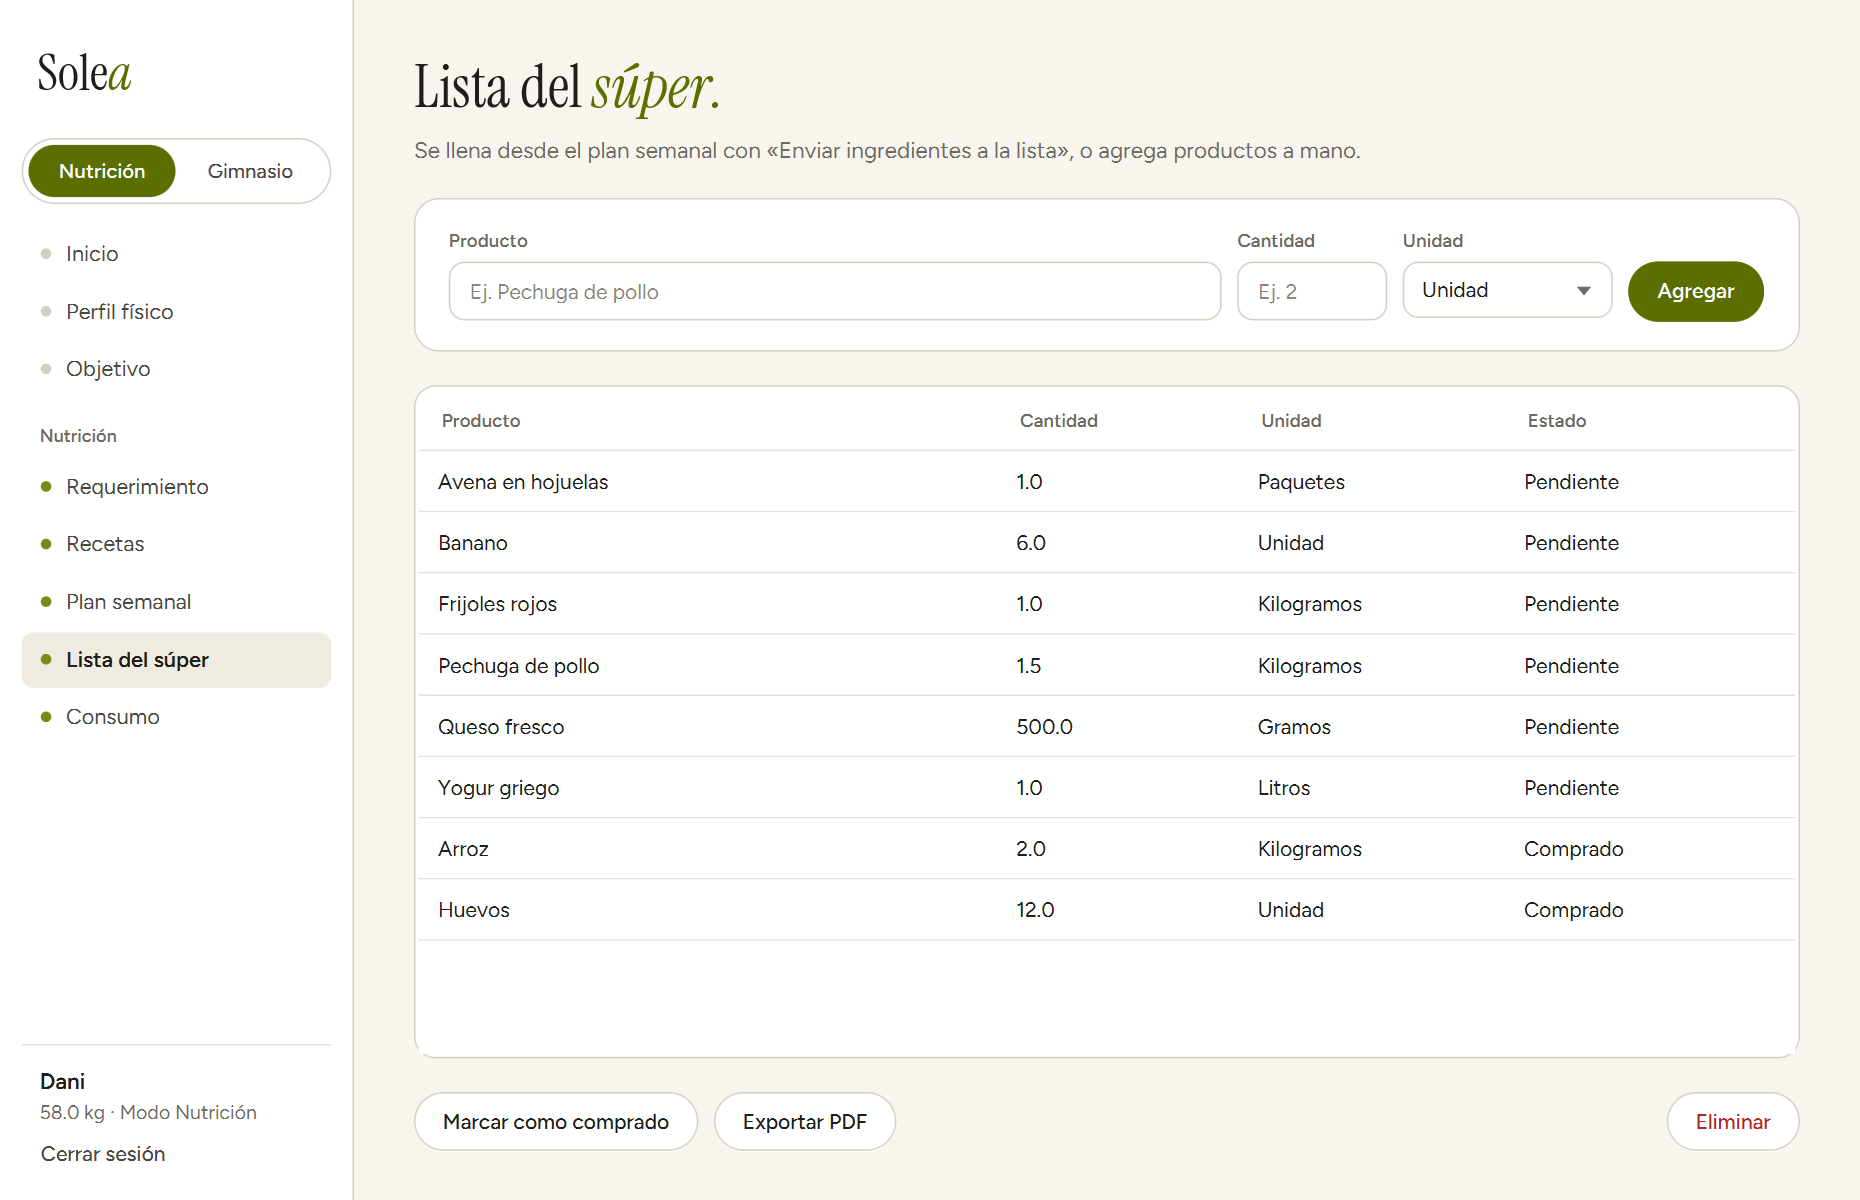 Solea
Nutrición Gimnasio
Inicio
Perfil físico
Objetivo
Nutrición
Requerimiento
Recetas
Plan semanal
Lista del súper
Consumo
Dani
58.0 kg · Modo Nutrición
Cerrar sesión
Lista del súper.
Se llena desde el plan semanal con «Enviar ingredientes a la lista», o agrega productos a mano.
Producto Cantidad Unidad
Ej. Pechuga de pollo Ej. 2 Unidad Agregar
Producto Cantidad Unidad Estado
Avena en hojuelas 1.0 Paquetes Pendiente
Banano 6.0 Unidad Pendiente
Frijoles rojos 1.0 Kilogramos Pendiente
Pechuga de pollo 1.5 Kilogramos Pendiente
Queso fresco 500.0 Gramos Pendiente
Yogur griego 1.0 Litros Pendiente
Arroz 2.0 Kilogramos Comprado
Huevos 12.0 Unidad Comprado
Marcar como comprado Exportar PDF Eliminar